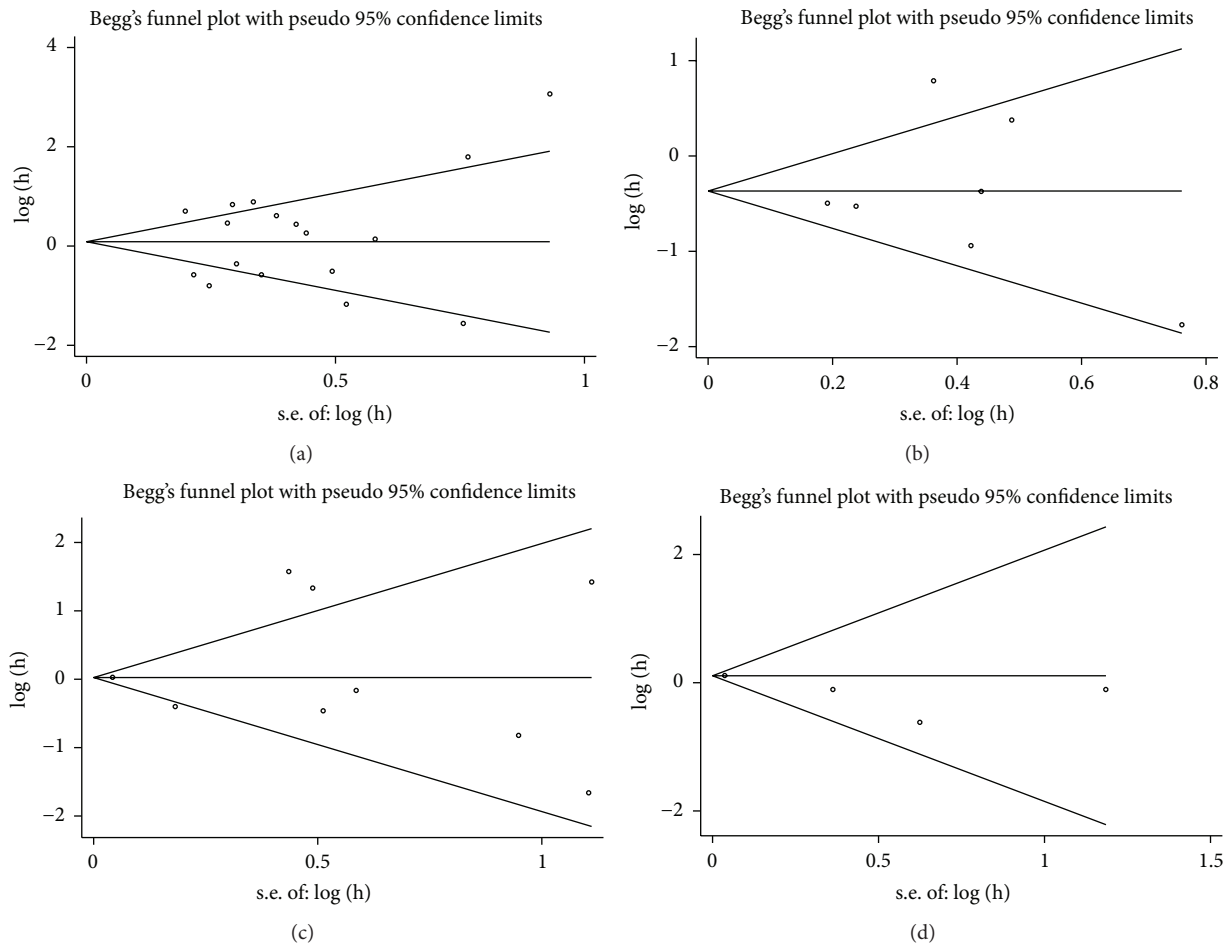 Begg's funnel plot with pseudo 95% confidence limits
4
2
0
−2
log (h)
0 0.5 1
s.e. of: log (h)
(a)
Begg's funnel plot with pseudo 95% confidence limits
1
0
−1
−2
log (h)
0 0.2 0.4 0.6 0.8
s.e. of: log (h)
(b)
Begg's funnel plot with pseudo 95% confidence limits
2
1
0
−1
−2
log (h)
0 0.5 1
s.e. of: log (h)
(c)
Begg's funnel plot with pseudo 95% confidence limits
2
0
−2
log (h)
0 0.5 1 1.5
s.e. of: log (h)
(d)